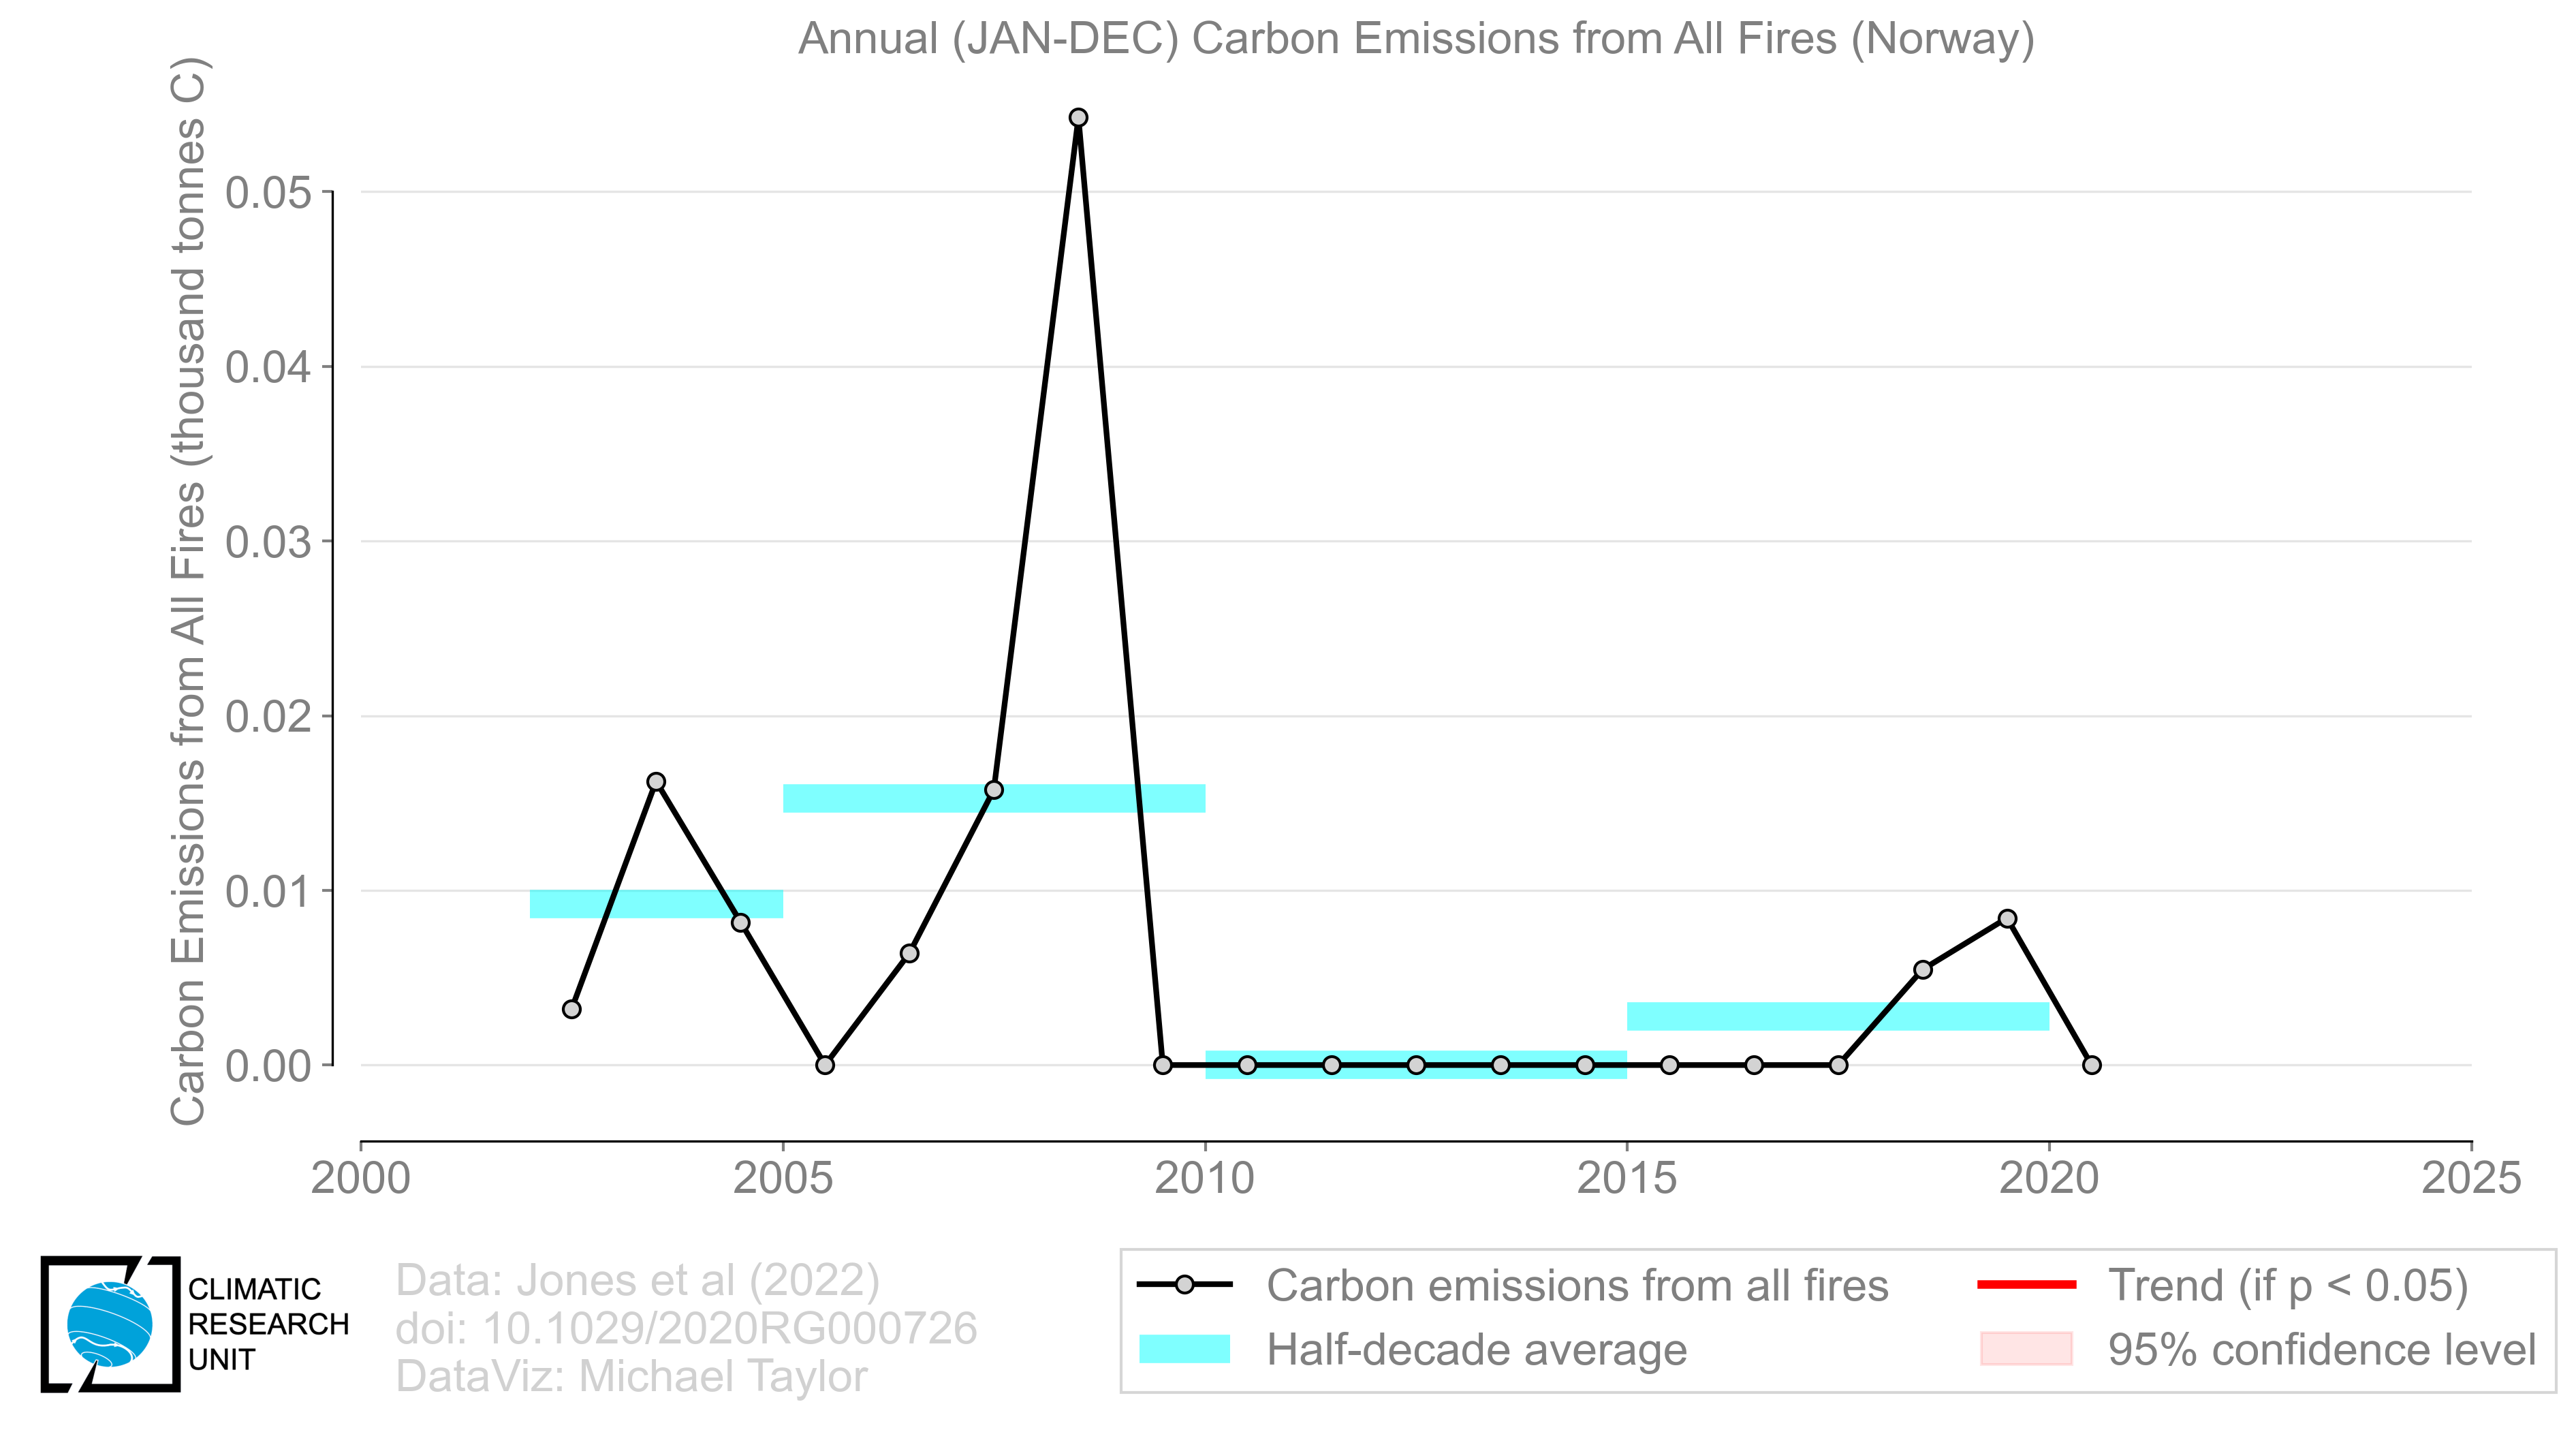 Annual (JAN-DEC) Carbon Emissions from All Fires (Norway)
Carbon Emissions from All Fires (thousand tonnes C)
0.05
0.04
0.03
0.02
0.01
0.00
2000
2005
2010
2015
2020
2025
CLIMATIC
RESEARCH
UNIT
Data: Jones et al (2022)
doi: 10.1029/2020RG000726
DataViz: Michael Taylor
Carbon emissions from all fires
Half-decade average
Trend (if p < 0.05)
95% confidence level